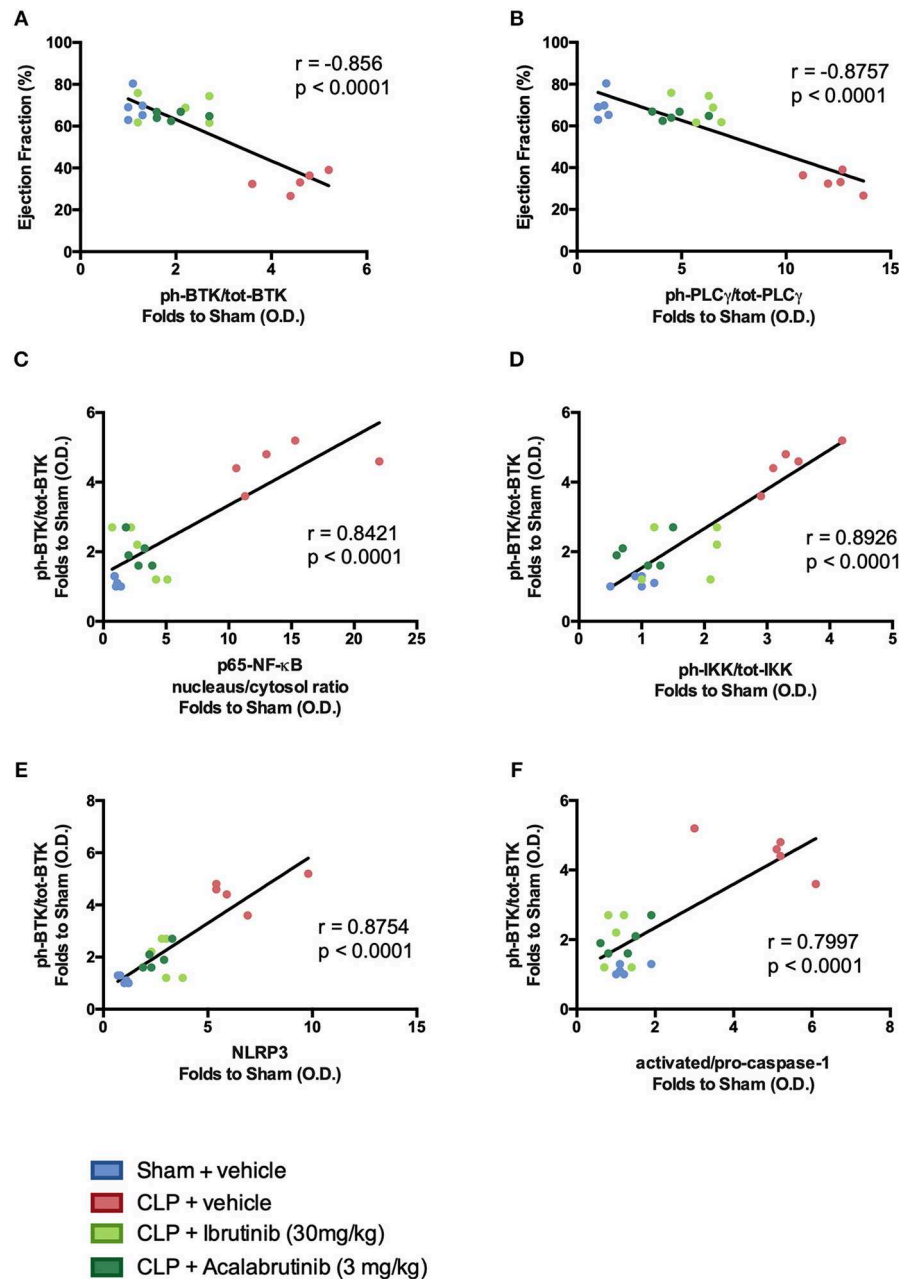 A
100
80
60
40
20
0
Ejection Fraction (%)
r = -0.856
p < 0.0001
0
2
4
6
ph-BTK/tot-BTK
Folds to Sham (O.D.)
B
100
80
60
40
20
0
Ejection Fraction (%)
r = -0.8757
p < 0.0001
0
5
10
15
ph-PLCγ/tot-PLCγ
Folds to Sham (O.D.)
C
6
4
2
0
ph-BTK/tot-BTK
Folds to Sham (O.D.)
r = 0.8421
p < 0.0001
0
5
10
15
20
25
p65-NF-κB
nucleaus/cytosol ratio
Folds to Sham (O.D.)
D
6
4
2
0
ph-BTK/tot-BTK
Folds to Sham (O.D.)
r = 0.8926
p < 0.0001
0
1
2
3
4
5
ph-IKK/tot-IKK
Folds to Sham (O.D.)
E
8
6
4
2
0
ph-BTK/tot-BTK
Folds to Sham (O.D.)
r = 0.8754
p < 0.0001
0
5
10
15
NLRP3
Folds to Sham (O.D.)
F
6
4
2
0
ph-BTK/tot-BTK
Folds to Sham (O.D.)
r = 0.7997
p < 0.0001
0
2
4
6
8
activated/pro-caspase-1
Folds to Sham (O.D.)
Sham + vehicle
CLP + vehicle
CLP + Ibrutinib (30mg/kg)
CLP + Acalabrutinib (3 mg/kg)